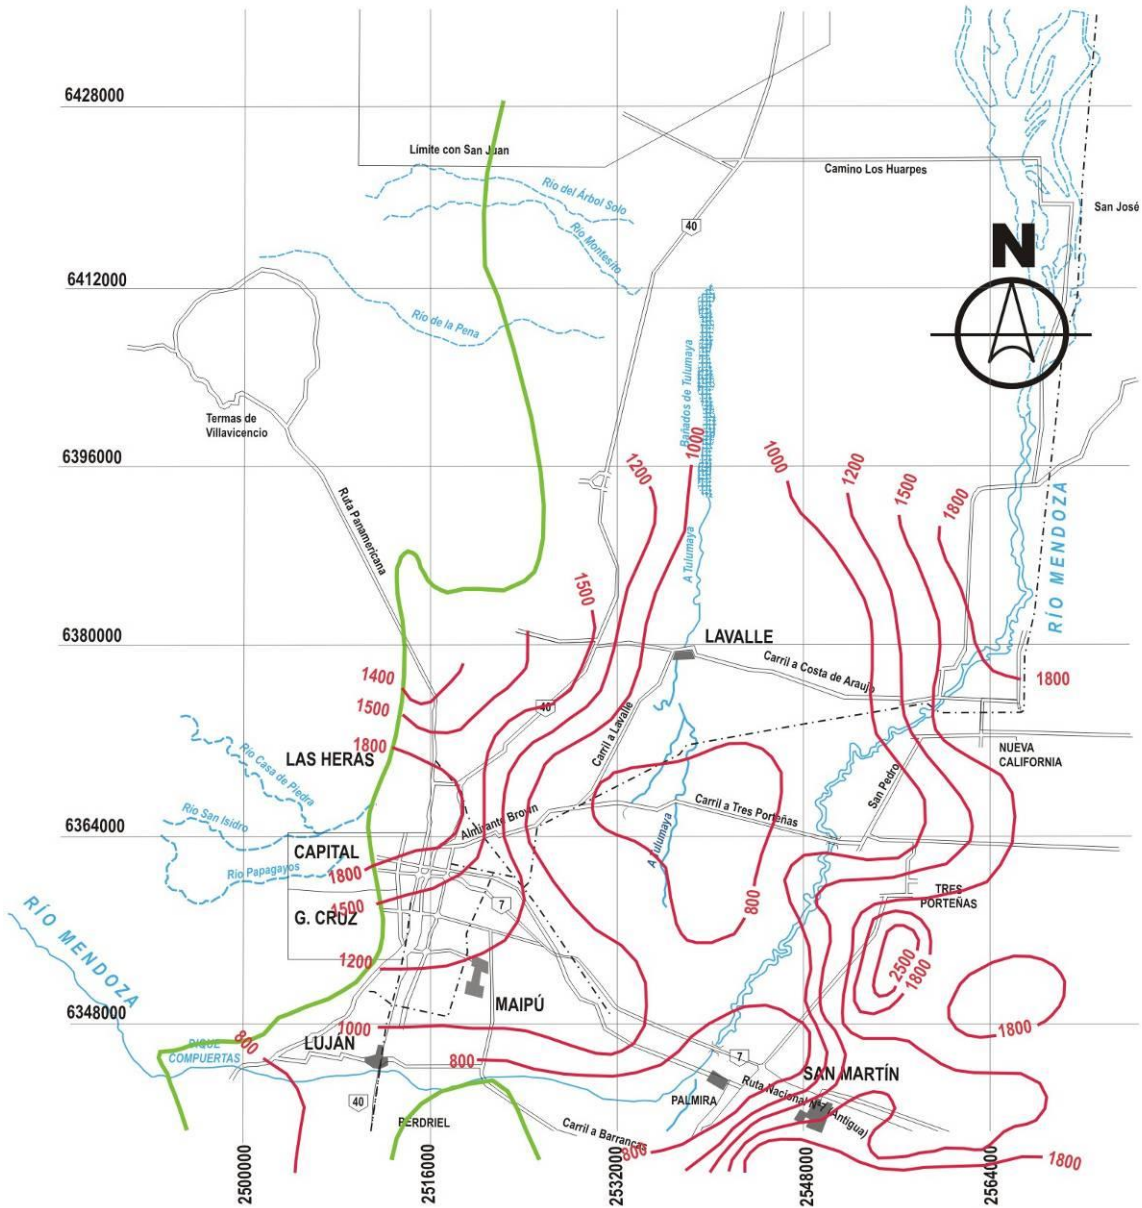 6428000
Límite con San Juan
Camino Los Huarpes
Río del Árbol Solo
San José
Río Montesito
40
N
6412000
Río de la Pena
Bañados de Tulumaya
Termas de
Villavicencio
1000
6396000
1200
1000
1200
1500
1800
Ruta Panamericana
RÍO MENDOZA
A Tulumaya
1500
6380000
LAVALLE
Carril a Costa de Araujo
1400
1800
1500
40
Carril a Lavalle
1800
LAS HERAS
Río Casa de Piedra
NUEVA
CALIFORNIA
San Pedro
Río San Isidro
Almirante Brown
Carril a Tres Porteñas
6364000
CAPITAL
A Tulumaya
Río Papagayos
1800
TRES
PORTEÑAS
1500
7
800
G. CRUZ
RÍO MENDOZA
1200
2500
1800
MAIPÚ
6348000
1000
1800
800
LUJÁN
DIQUE
COMPUERTAS
800
7
SAN MARTÍN
40
PERDRIEL
PALMIRA
Ruta Nacional Nº7 (Antigua)
Carril a Barrancas
800
1800
2500000
2516000
2532000
2548000
2564000